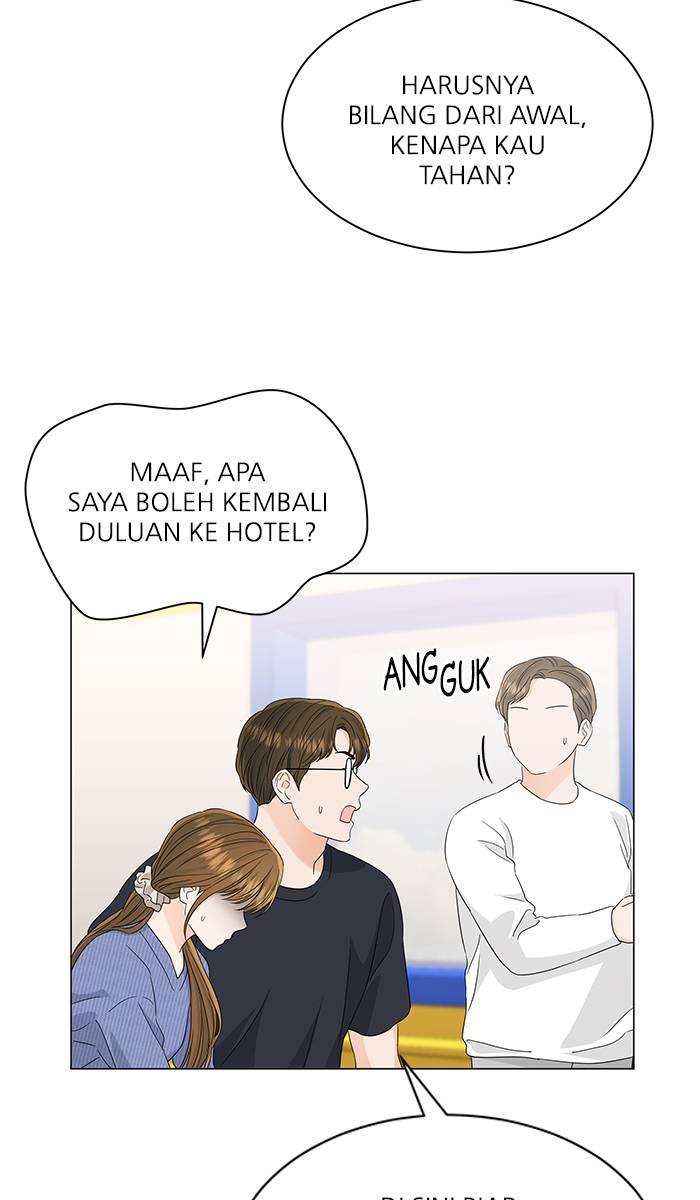 HARUSNYA
BILANG DARI AWAL,
KENAPA KAU
TAHAN?
MAAF, APA
SAYA BOLEH KEMBALI
DULUAN KE HOTEL?
ANGGUK